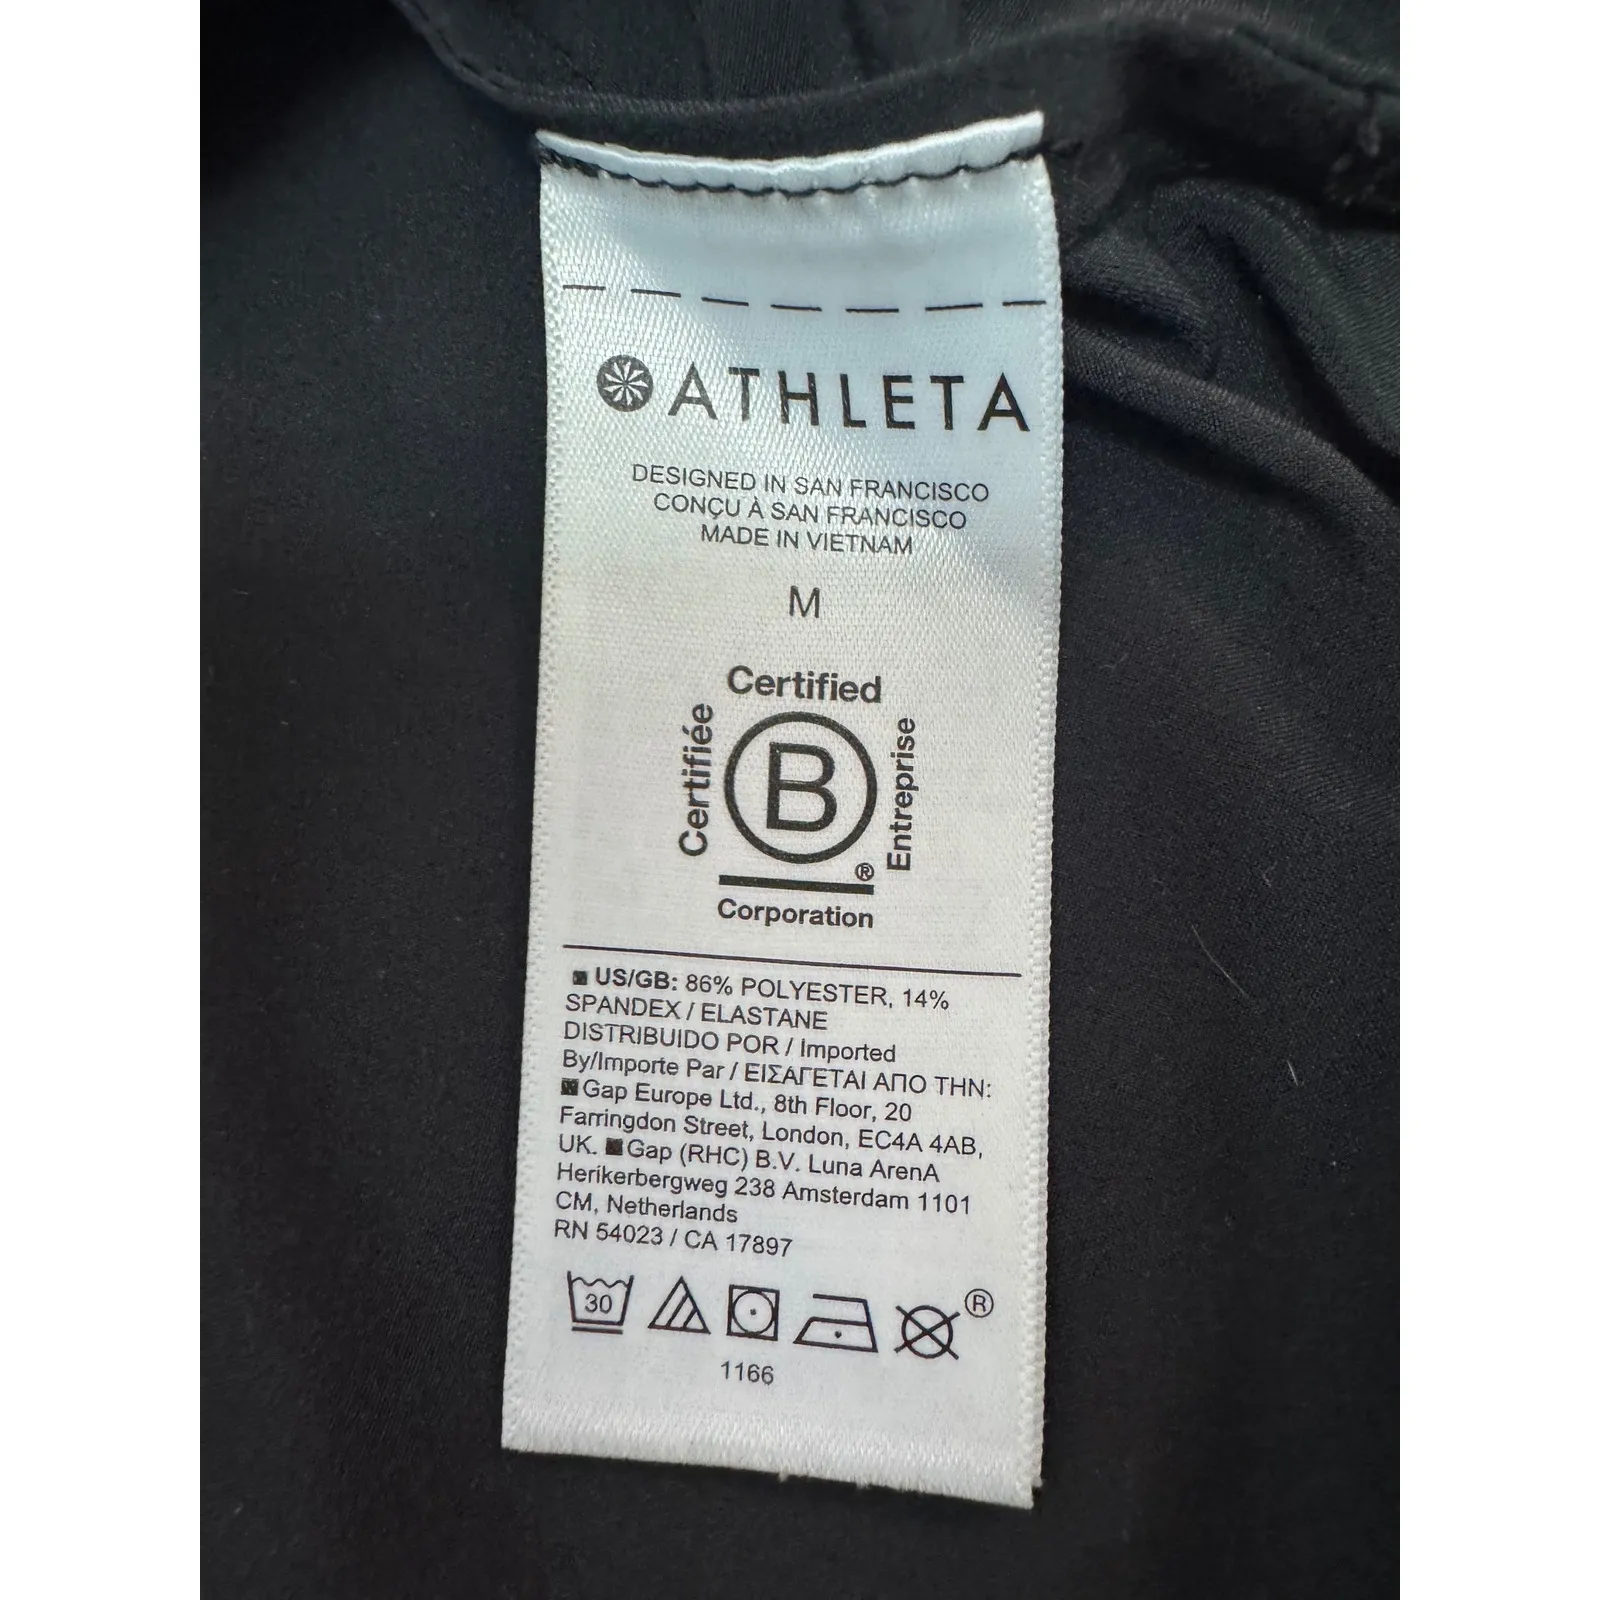 ATHLETA
DESIGNED IN SAN FRANCISCO
CONÇU À SAN FRANCISCO
MADE IN VIETNAM
M
Certified
Certifiée
B
Entreprise
®
Corporation
US/GB: 86% POLYESTER, 14%
SPANDEX / ELASTANE
DISTRIBUIDO POR / Imported
By/Importe Par / ΕΙΣΑΓΕΤΑΙ ΑΠΟ ΤΗΝ:
Gap Europe Ltd., 8th Floor, 20
Farringdon Street, London, EC4A 4AB,
UK. Gap (RHC) B.V. Luna ArenA
Herikerbergweg 238 Amsterdam 1101
CM, Netherlands
RN 54023 / CA 17897
30
®
1166